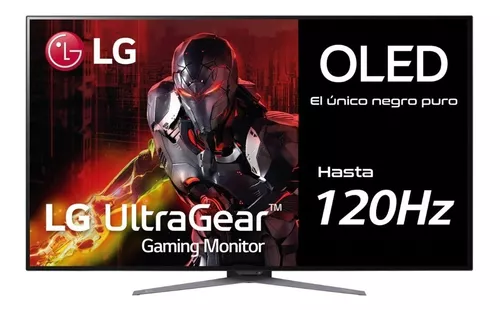 LG
LG UltraGear™
Gaming Monitor
OLED
El único negro puro
Hasta
120Hz